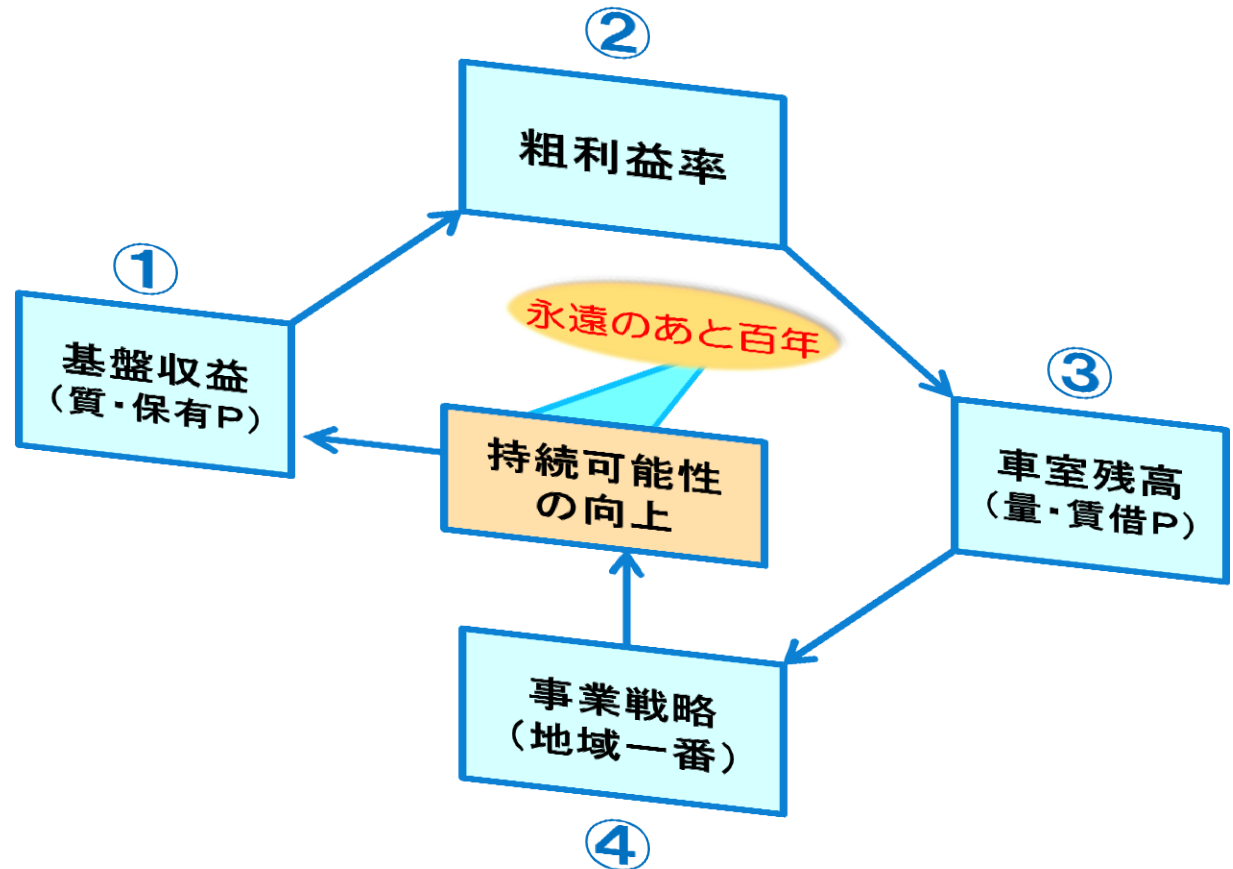 ①
基盤収益
（質・保有P）
②
粗利益率
③
車室残高
（量・賃借P）
④
事業戦略
（地域一番）
持続可能性
の向上
永遠のあと百年